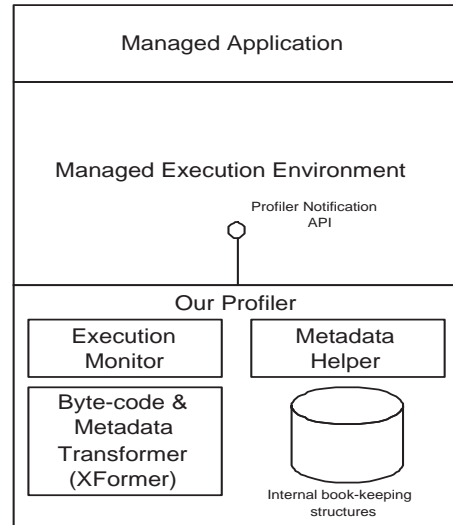 Managed Application
Managed Execution Environment
Profiler Notification
API
Our Profiler
Execution
Monitor
Metadata
Helper
Byte-code &
Metadata
Transformer
(XFormer)
Internal book-keeping
structures